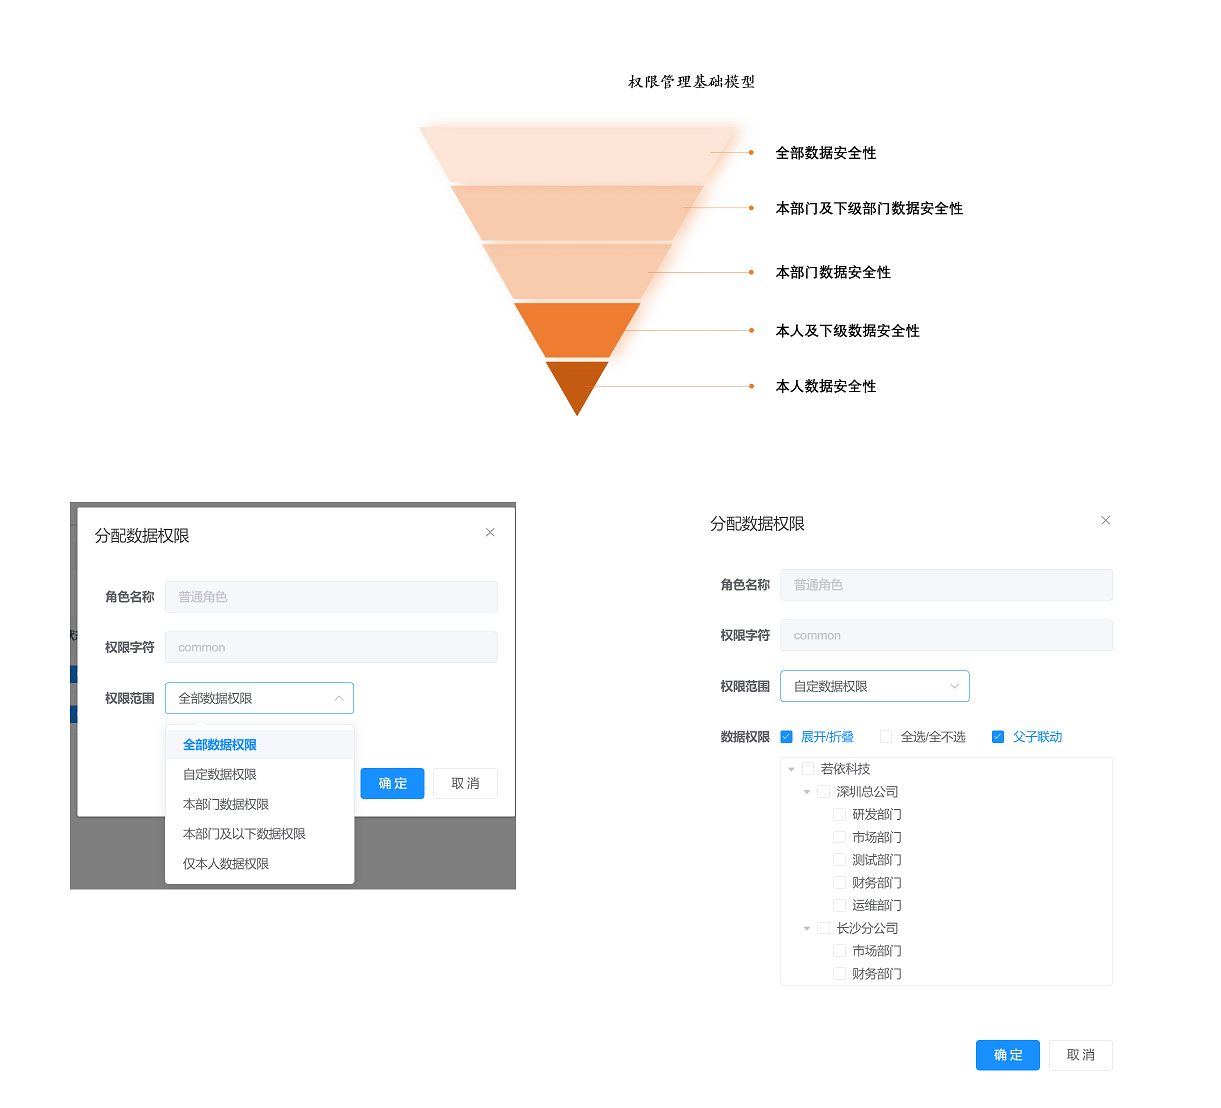 权限管理基础模型
全部数据安全性
本部门及下级部门数据安全性
本部门数据安全性
本人及下级数据安全性
本人数据安全性
分配数据权限
角色名称 普通角色
权限字符 common
权限范围 全部数据权限
全部数据权限
自定数据权限
本部门数据权限
本部门及以下数据权限
仅本人数据权限
确 定 取 消
分配数据权限
角色名称 普通角色
权限字符 common
权限范围 自定数据权限
数据权限 展开/折叠 全选/全不选 父子联动
若依科技
深圳总公司
研发部门
市场部门
测试部门
财务部门
运维部门
长沙分公司
市场部门
财务部门
确 定 取 消